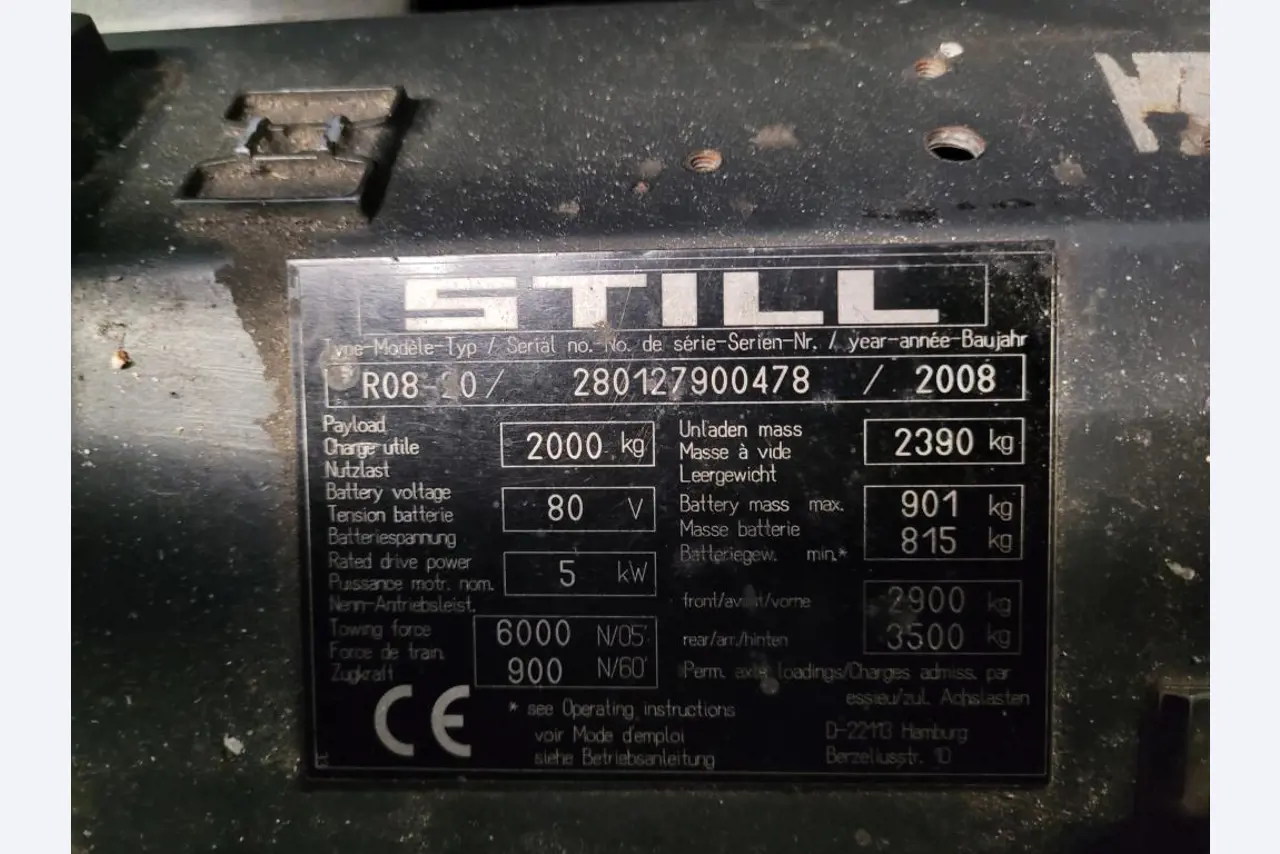 STILL
Type-Modèle-Typ / Serial no.-No. de série-Serien-Nr. / year-année-Baujahr
R08-20 / 280127900478 / 2008
Payload
Charge utile
Nutzlast
2000 kg
Unladen mass
Masse à vide
Leergewicht
2390 kg
Battery voltage
Tension batterie
Batteriespannung
80 V
Battery mass max.
Masse batterie
Batteriegew. min.*
901 kg
815 kg
Rated drive power
Puissance motr. nom.
Nenn-Antriebsleist.
5 kW
front/avant/vorne
2900 kg
rear/arr./hinten
3500 kg
Towing force
Force de train
Zugkraft
6000 N/05'
900 N/60'
Perm. axle loadings/Charges admiss. par
essieu/zul. Achslasten
CE
* see Operating instructions
voir Mode d'emploi
siehe Betriebsanleitung
D-22113 Hamburg
Berzeliusstr. 10